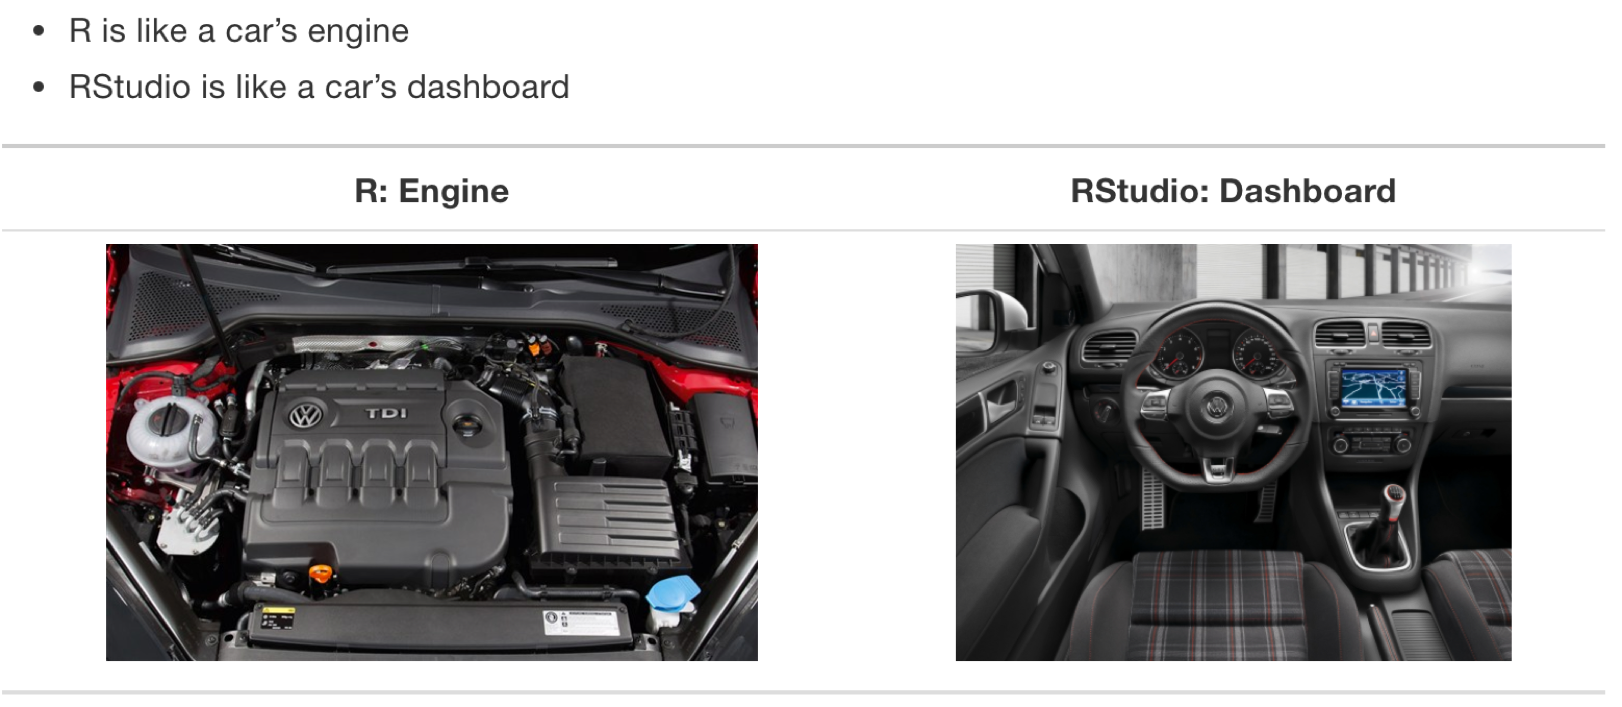 R is like a car’s engine
RStudio is like a car’s dashboard
R: Engine
RStudio: Dashboard
TDI